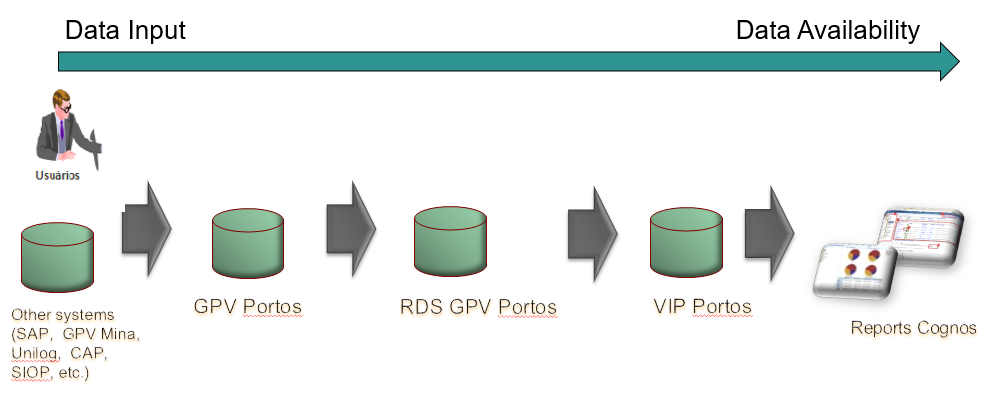 Data Input
Data Availability
Usuários
Other systems
(SAP, GPV Mina,
Unilog, CAP,
SIOP, etc.)
GPV Portos
RDS GPV Portos
VIP Portos
Reports Cognos